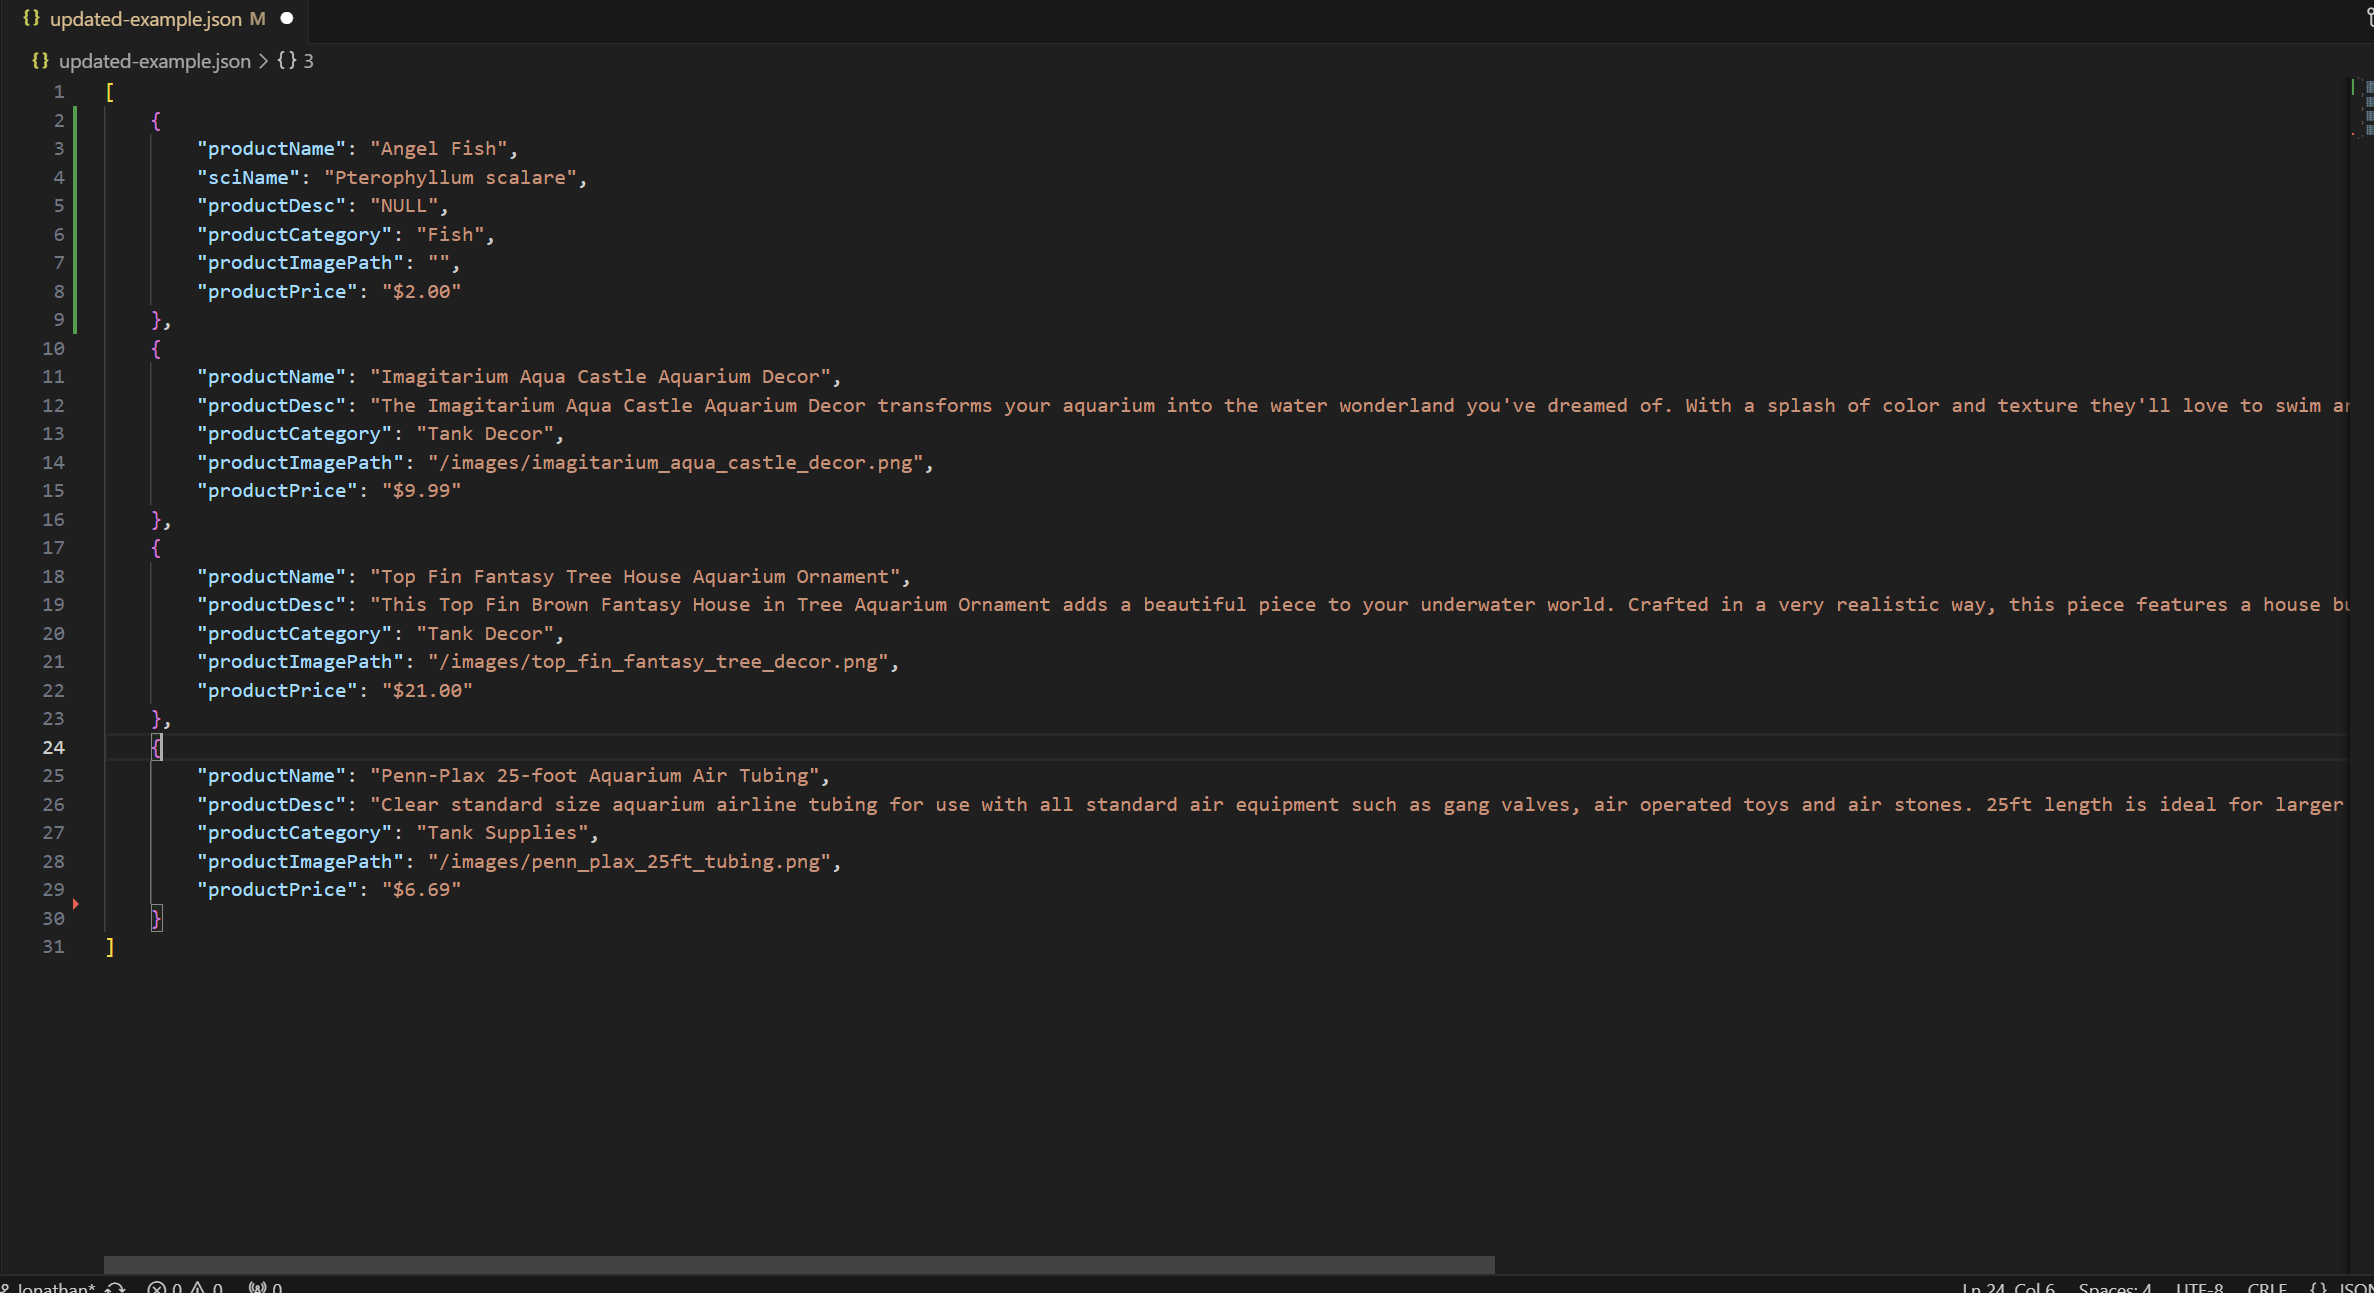 {} updated-example.json M
{} updated-example.json > {} 3
1 [
2 {
3 "productName": "Angel Fish",
4 "sciName": "Pterophyllum scalare",
5 "productDesc": "NULL",
6 "productCategory": "Fish",
7 "productImagePath": "",
8 "productPrice": "$2.00"
9 },
10 {
11 "productName": "Imagitarium Aqua Castle Aquarium Decor",
12 "productDesc": "The Imagitarium Aqua Castle Aquarium Decor transforms your aquarium into the water wonderland you've dreamed of. With a splash of color and texture they'll love to swim
13 "productCategory": "Tank Decor",
14 "productImagePath": "/images/imagitarium_aqua_castle_decor.png",
15 "productPrice": "$9.99"
16 },
17 {
18 "productName": "Top Fin Fantasy Tree House Aquarium Ornament",
19 "productDesc": "This Top Fin Brown Fantasy House in Tree Aquarium Ornament adds a beautiful piece to your underwater world. Crafted in a very realistic way, this piece features a house
20 "productCategory": "Tank Decor",
21 "productImagePath": "/images/top_fin_fantasy_tree_decor.png",
22 "productPrice": "$21.00"
23 },
24 {
25 "productName": "Penn-Plax 25-foot Aquarium Air Tubing",
26 "productDesc": "Clear standard size aquarium airline tubing for use with all standard air equipment such as gang valves, air operated toys and air stones. 25ft length is ideal for larger
27 "productCategory": "Tank Supplies",
28 "productImagePath": "/images/penn_plax_25ft_tubing.png",
29 "productPrice": "$6.69"
30 }
31 ]
Jonathan* 0 0 0 Ln 24, Col 6 Spaces: 4 UTF-8 CRLF {}